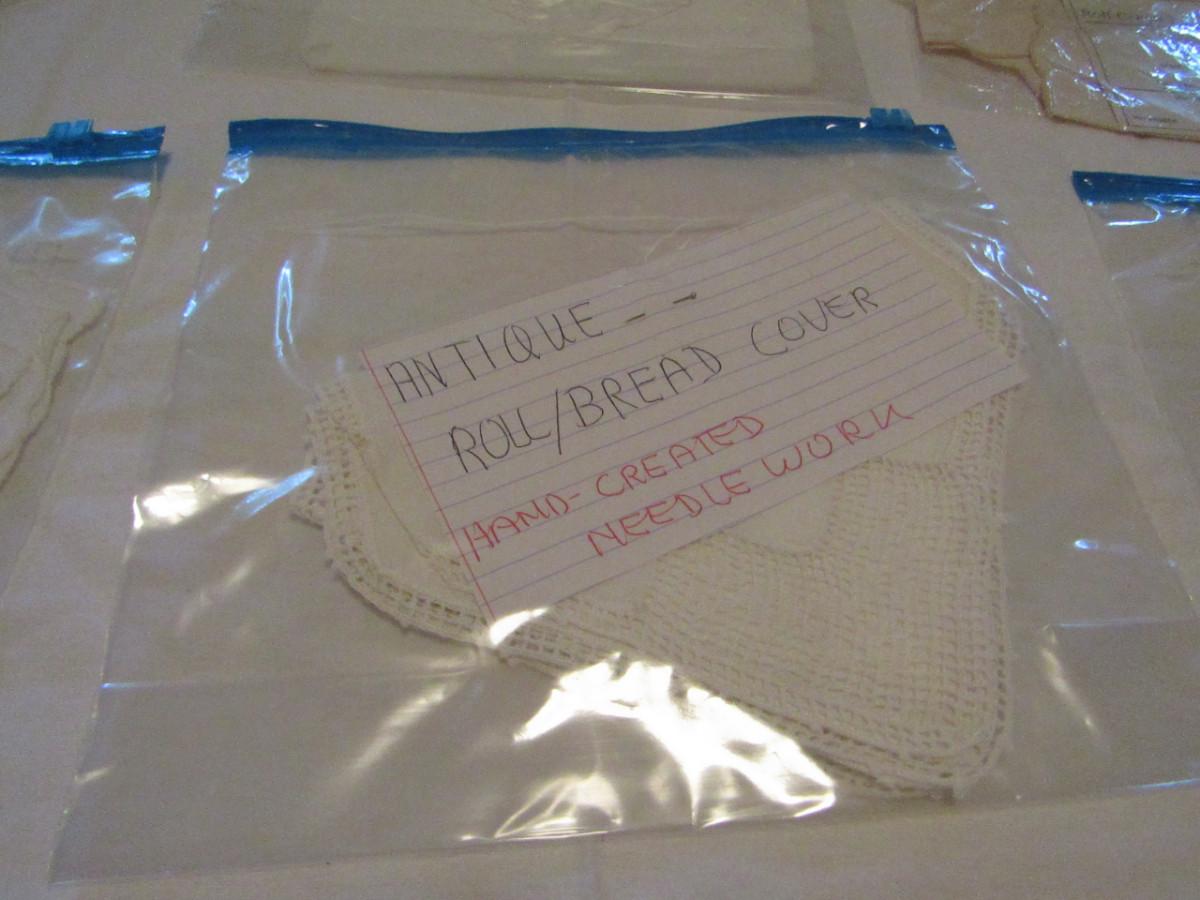 ANTIQUE - -
ROLL/BREAD COVER
HAND-CREATED
NEEDLE WORK